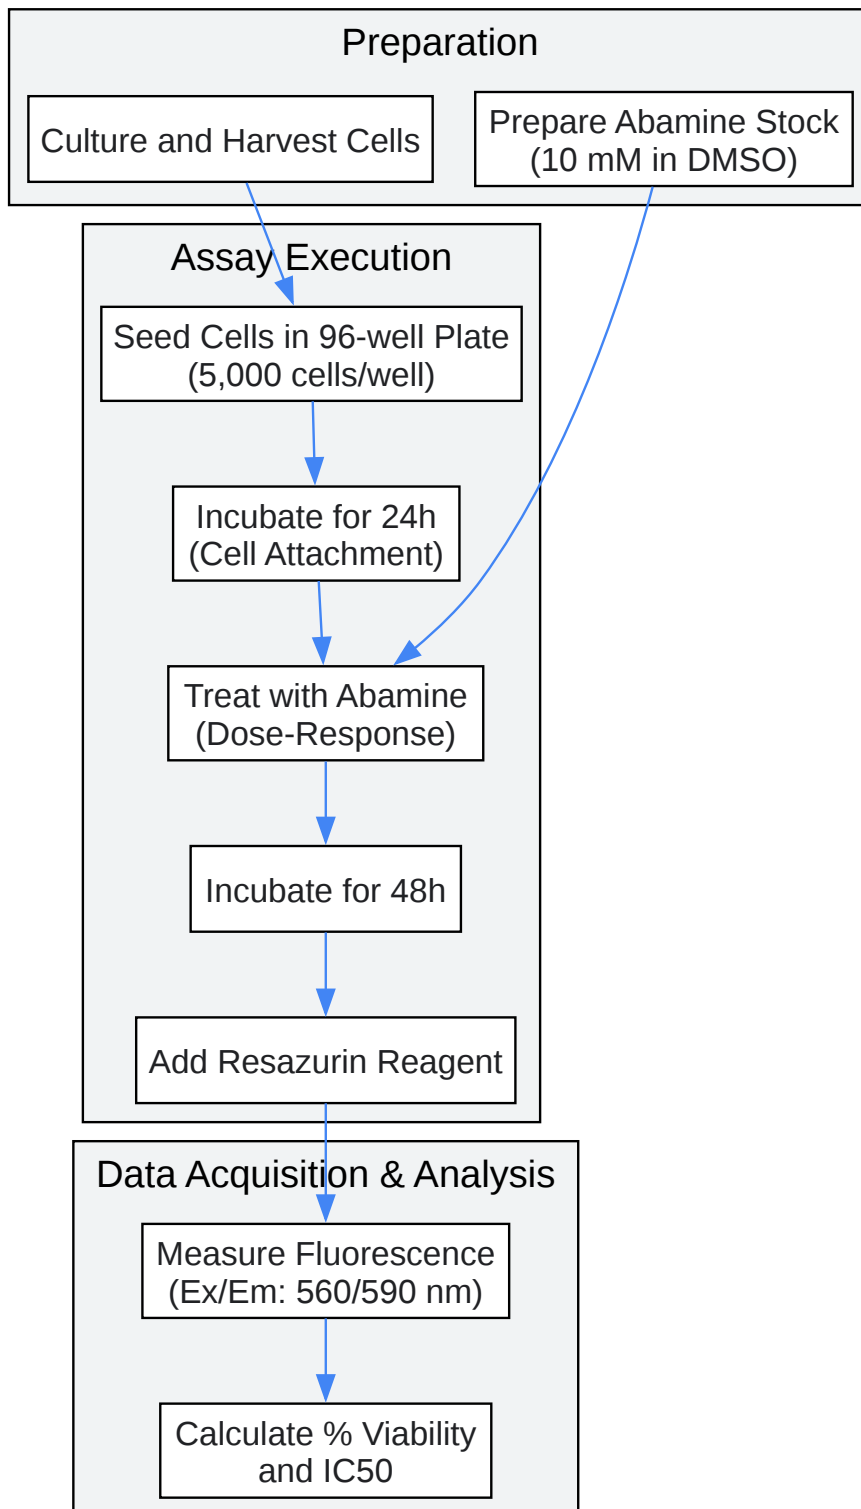 Preparation
Culture and Harvest Cells
Prepare Abamine Stock
(10 mM in DMSO)
Assay Execution
Seed Cells in 96-well Plate
(5,000 cells/well)
Incubate for 24h
(Cell Attachment)
Treat with Abamine
(Dose-Response)
Incubate for 48h
Add Resazurin Reagent
Data Acquisition & Analysis
Measure Fluorescence
(Ex/Em: 560/590 nm)
Calculate % Viability
and IC50